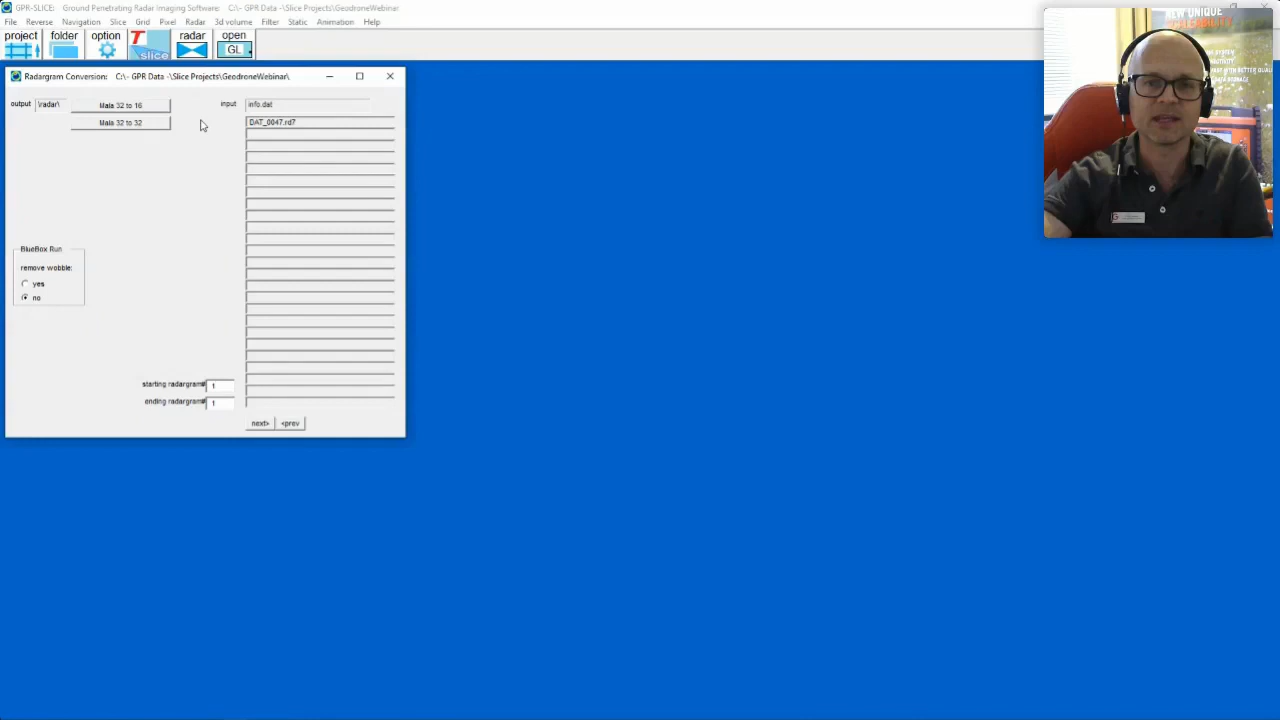 GPR-SLICE: Ground Penetrating Radar Imaging Software: C:\- GPR Data -\Slice Projects\GeodroneWebinar
File Reverse Navigation Slice Grid Pixel Radar 3d volume Filter Static Animation Help
project folder option T slice radar open GL
Radargram Conversion: C:\- GPR Data -\Slice Projects\GeodroneWebinar\
output \radar\ Mala 32 to 16 input info.dat
Mala 32 to 32 DAT_0047.rd7
BlueBox Run
remove wobble:
yes
no
starting radargram# 1
ending radargram# 1
next> <prev
NEW UNIQUE